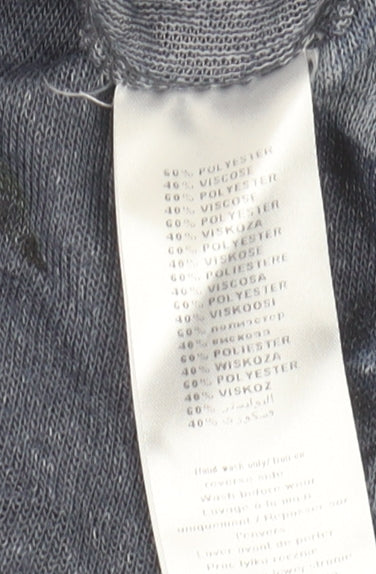 60% POLYESTER
40% VISCOSE
60% POLYESTER
40% VISCOSE
60% POLYESTER
40% VISKOZA
60% POLYESTER
40% VISKOSE
60% POLIESTERE
40% VISCOSA
60% POLYESTER
40% VISKOOSI
60% полиэстер
40% вискоза
60% POLIESTER
40% WISKOZA
60% POLYESTER
40% VISKOZ
60% البوليستر
40%
Hand wash only/
reverse side
Wash before wear
Lavage à la main
uniquement / Repasser sur
l'envers
Laver avant de porter